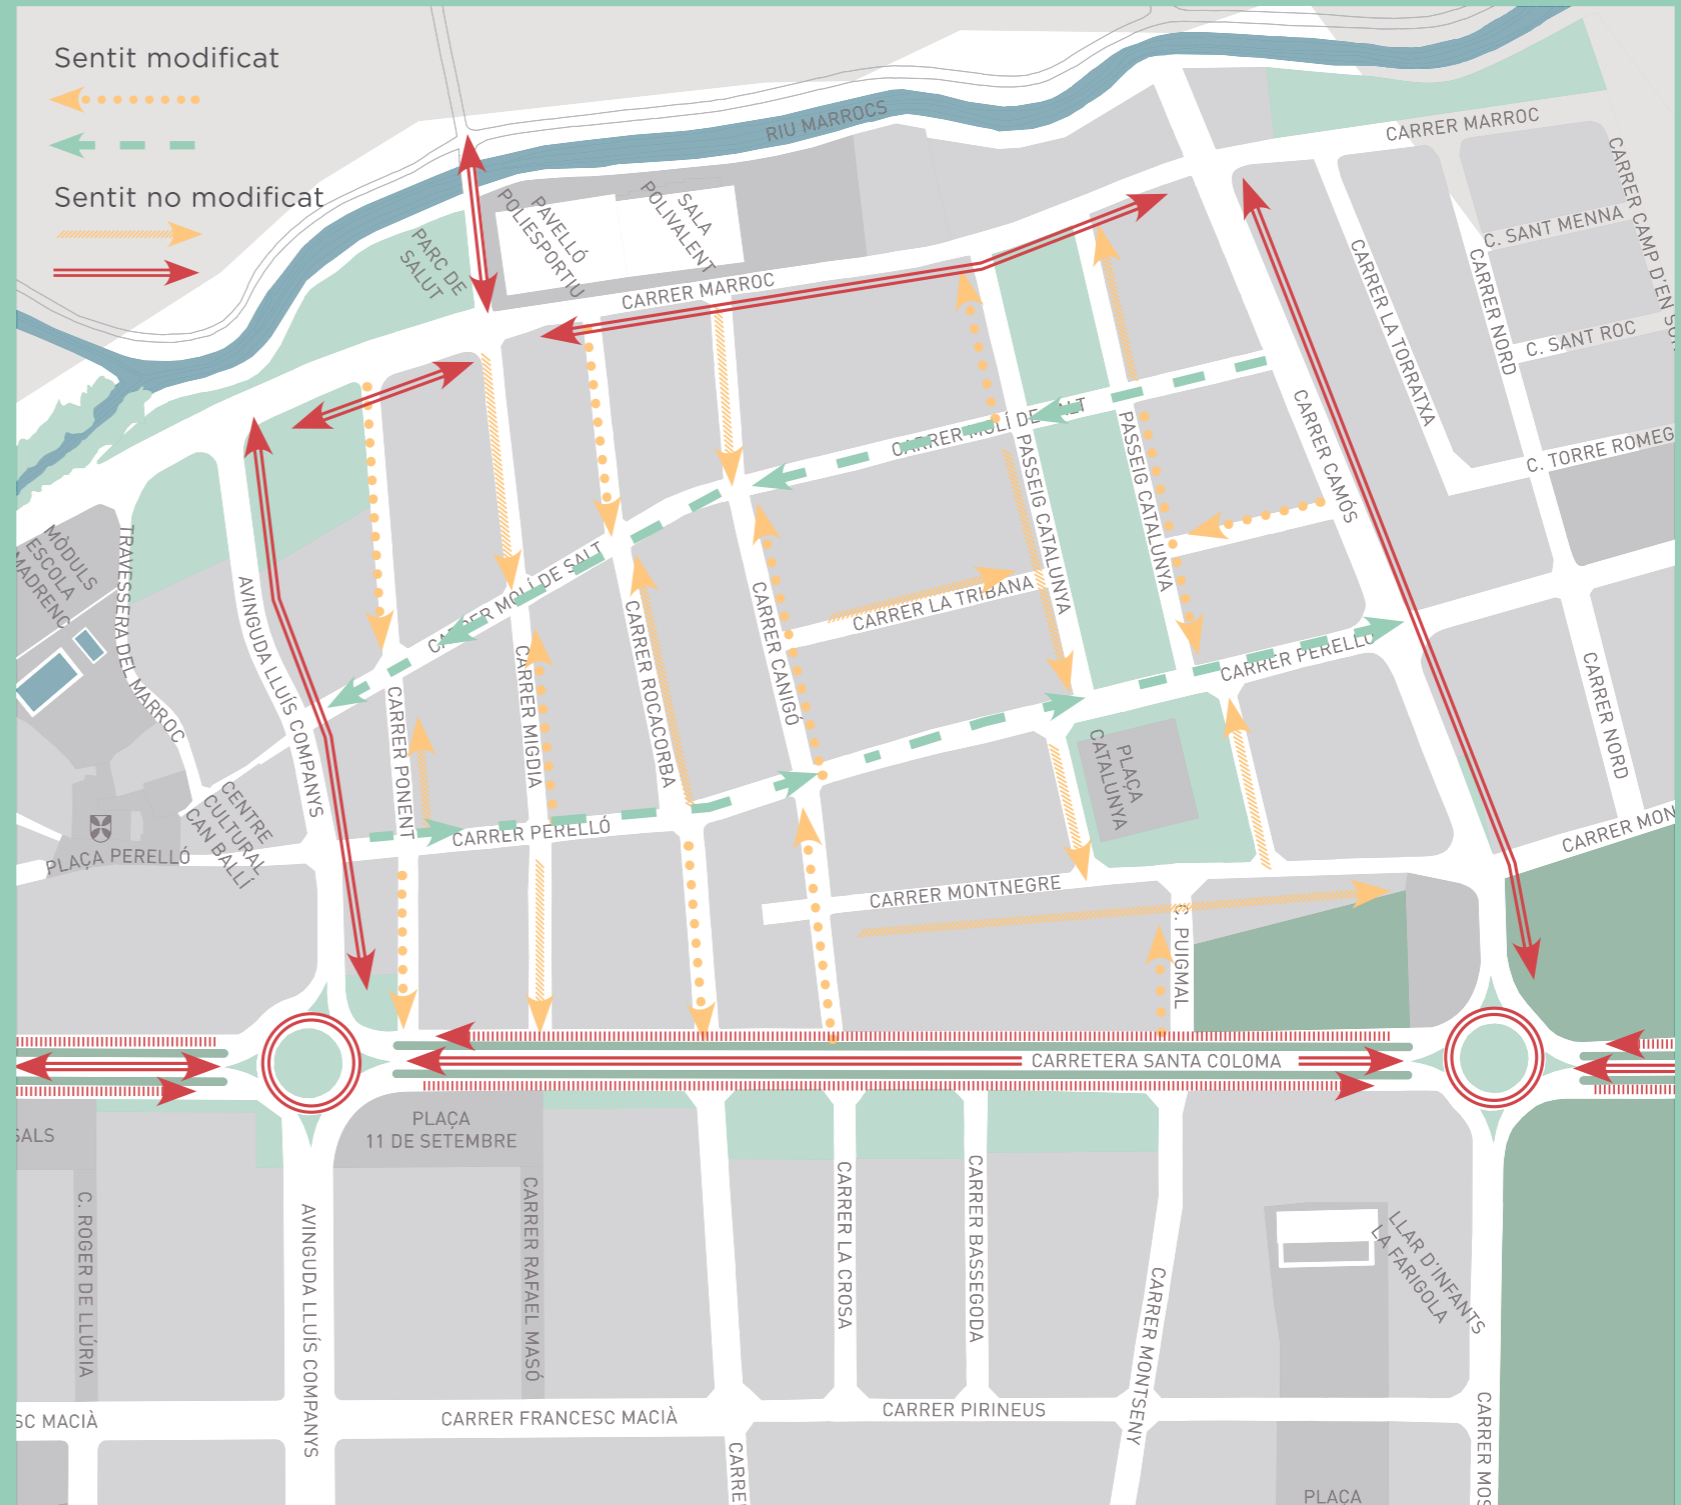 Sentit modificat
Sentit no modificat
RIU MARROCS
PARC DE
SALUT
PAVELLÓ
POLIESPORTIU
SALA
POLIVALENT
CARRER MARROC
CARRER MARROC
CARRER CAMP D'EN
C. SANT MENNA
CARRER LA TORRATXA
CARRER NORD
C. SANT ROC
C. TORRE ROMEG
CARRER CAMÓS
CARRER MOLÍ DE SALT
PASSEIG CATALUNYA
PASSEIG CATALUNYA
MÒDULS
ESCOLA
MADRENC
TRAVESSERA DEL MARROC
AVINGUDA LLUÍS COMPANYS
CARRER MOLÍ DE SALT
CARRER PONENT
CARRER MIGDIA
CARRER ROCACORBA
CARRER CANIGÓ
CARRER LA TRIBANA
CARRER PERELLÓ
CARRER NORD
PLAÇA
CATALUNYA
CENTRE
CULTURAL
CAN BALLÍ
PLAÇA PERELLÓ
CARRER PERELLÓ
CARRER MON
CARRER MONTNEGRE
C. PUIGMAL
CARRETERA SANTA COLOMA
SALS
PLAÇA
11 DE SETEMBRE
C. ROGER DE LLÚRIA
AVINGUDA LLUÍS COMPANYS
CARRER RAFAEL MASÓ
CARRER LA CROSA
CARRER BASSEGODA
CARRER MONTSENY
LLAR D'INFANTS
LA FARIGOLA
SC MACIÀ
CARRER FRANCESC MACIÀ
CARRER PIRINEUS
CARRE
CARRER MOS
PLAÇA